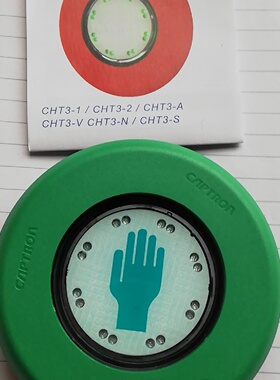 CHT3-1 / CHT3-2 / CHT3-A
CHT3-V CHT3-N / CHT3-S
CAPTRON
CAPTRON